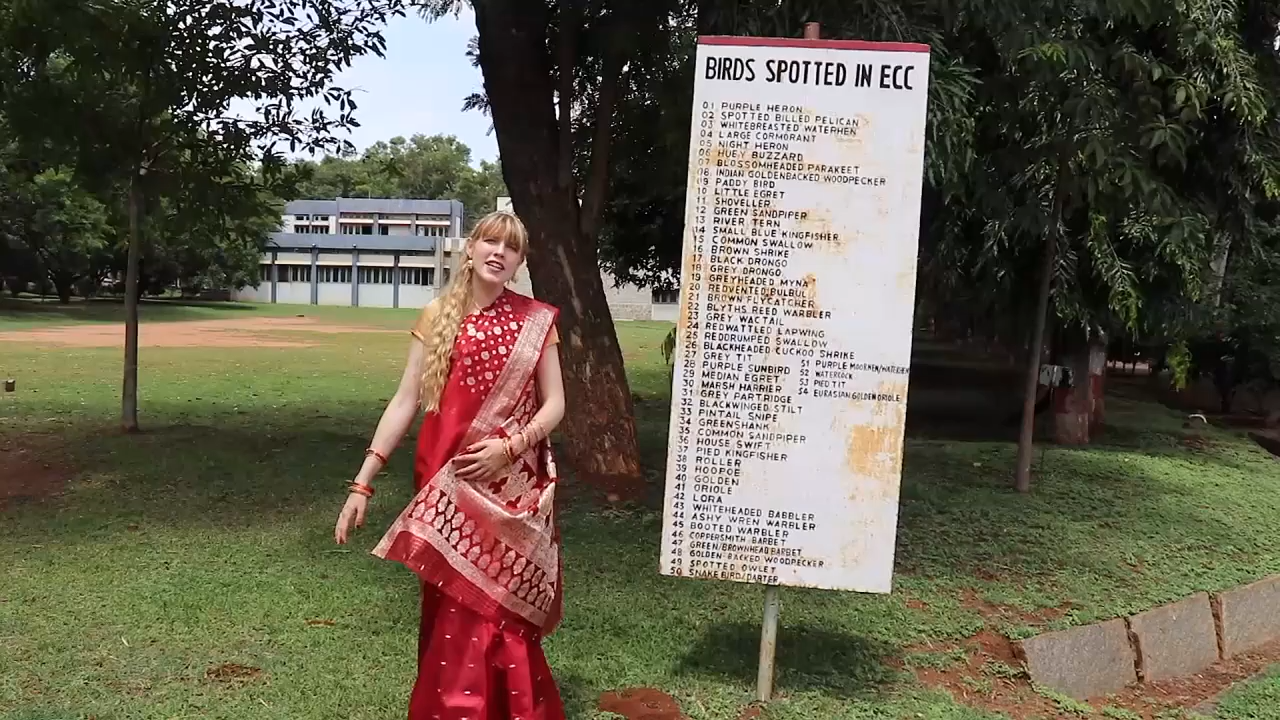 BIRDS SPOTTED IN ECC
01 PURPLE HERON
02 SPOTTED BILLED PELICAN
03 WHITEBREASTED WATERHEN
04 LARGE CORMORANT
05 NIGHT HERON
06 HUEY BUZZARD
07 BLOSSOMHEADED PARAKEET
08. INDIAN GOLDENBACKED WOODPECKER
09 PADDY BIRD
10 LITTLE EGRET
11 SHOVELLER
12 GREEN SANDPIPER
13 RIVER TERN
14 SMALL BLUE KINGFISHER
15 COMMON SWALLOW
16 BROWN SHRIKE
17 BLACK DRONGO
18 GREY DRONGO
19 GREYHEADED MYNA
20 REDVENTED BULBUL
21 BROWN FLYCATCHER
22 BLYTHS REED WARBLER
23 GREY WACTAIL
24 REDWATTLED LAPWING
25 REDDRUMPED SWALLOW
26 BLACKHEADED CUCKOO SHRIKE
27 GREY TIT
28 PURPLE SUNBIRD
29 MEDIAN EGRET
30 MARSH HARRIER
31 GREY PARTRIDGE
32 BLACKWINGED STILT
33 PINTAIL SNIPE
34 GREENSHANK
35 COMMON SANDPIPER
36 HOUSE SWIFT
37 PIED KINGFISHER
38 ROLLER
39 HOOPOE
40 GOLDEN
41 ORIOLE
42 LORA
43 WHITEHEADED BABBLER
44 ASHY WREN WARBLER
45 BOOTED WARBLER
46 COPPERSMITH BARBET
47 GREEN/BROWNHEAD BARBET
48 GOLDEN BACKED WOODPECKER
49 SPOTTED OWLET
50 SNAKE BIRD/DARTER
51 PURPLE MOORHEN/WATERHEN
52 WATERCOCK
53 PIED TIT
54 EURASIAN GOLDEN ORIOLE